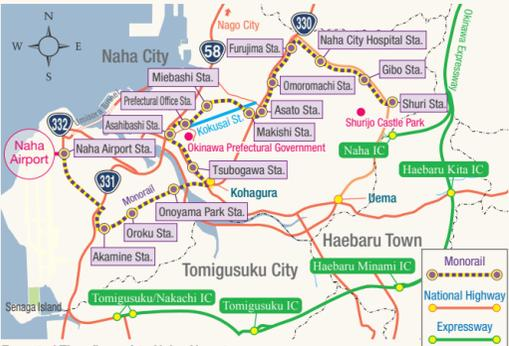 N
W E
S
Naha City
Nago City
58
330
Furujima Sta.
Naha City Hospital Sta.
Gibo Sta.
Okinawa Expressway
Miebashi Sta.
Prefectural Office Sta.
Omoromachi Sta.
Shuri Sta.
Asahibashi Sta.
Kokusai St.
Asato Sta.
Makishi Sta.
Shurijo Castle Park
332
Naha Airport
Naha Airport Sta.
Okinawa Prefectural Government
Naha IC
Tsubogawa Sta.
Haebaru Kita IC
331
Monorail
Kohagura
Onoyama Park Sta.
Uema
Oroku Sta.
Akamine Sta.
Haebaru Town
Tomigusuku City
Haebaru Minami IC
Senaga Island
Tomigusuku/Nakachi IC
Tomigusuku IC
Monorail
National Highway
Expressway